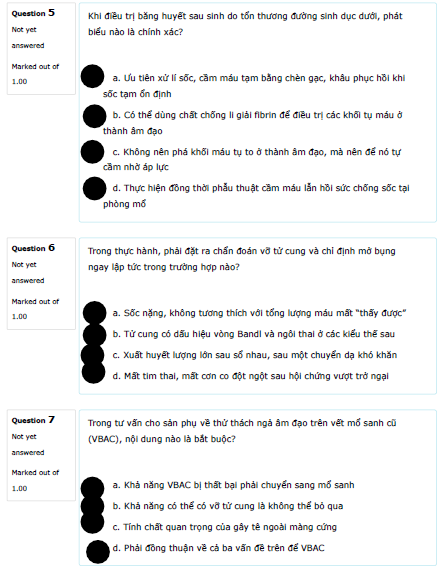 Question 5
Not yet
answered
Marked out of
1.00
Khi điều trị băng huyết sau sinh do tổn thương đường sinh dục dưới, phát
biểu nào là chính xác?
a. Ưu tiên xử lí sốc, cầm máu tạm bằng chèn gạc, khâu phục hồi khi
sốc tạm ổn định
b. Có thể dùng chất chống li giải fibrin để điều trị các khối tụ máu ở
thành âm đạo
c. Không nên phá khối máu tụ to ở thành âm đạo, mà nên để nó tự
cầm nhờ áp lực
d. Thực hiện đồng thời phẫu thuật cầm máu lẫn hồi sức chống sốc tại
phòng mổ
Question 6
Not yet
answered
Marked out of
1.00
Trong thực hành, phải đặt ra chẩn đoán vỡ tử cung và chỉ định mở bụng
ngay lập tức trong trường hợp nào?
a. Sốc nặng, không tương thích với tổng lượng máu mất "thấy được"
b. Tử cung có dấu hiệu vòng Bandl và ngôi thai ở các kiểu thế sau
c. Xuất huyết lượng lớn sau sổ nhau, sau một chuyển dạ khó khăn
d. Mất tim thai, mất cơn co đột ngột sau hội chứng vượt trở ngại
Question 7
Not yet
answered
Marked out of
1.00
Trong tư vấn cho sản phụ về thử thách ngả âm đạo trên vết mổ sanh cũ
(VBAC), nội dung nào là bắt buộc?
a. Khả năng VBAC bị thất bại phải chuyển sang mổ sanh
b. Khả năng có thể có vỡ tử cung là không thể bỏ qua
c. Tính chất quan trọng của gây tê ngoài màng cứng
d. Phải đồng thuận về cả ba vấn đề trên để VBAC